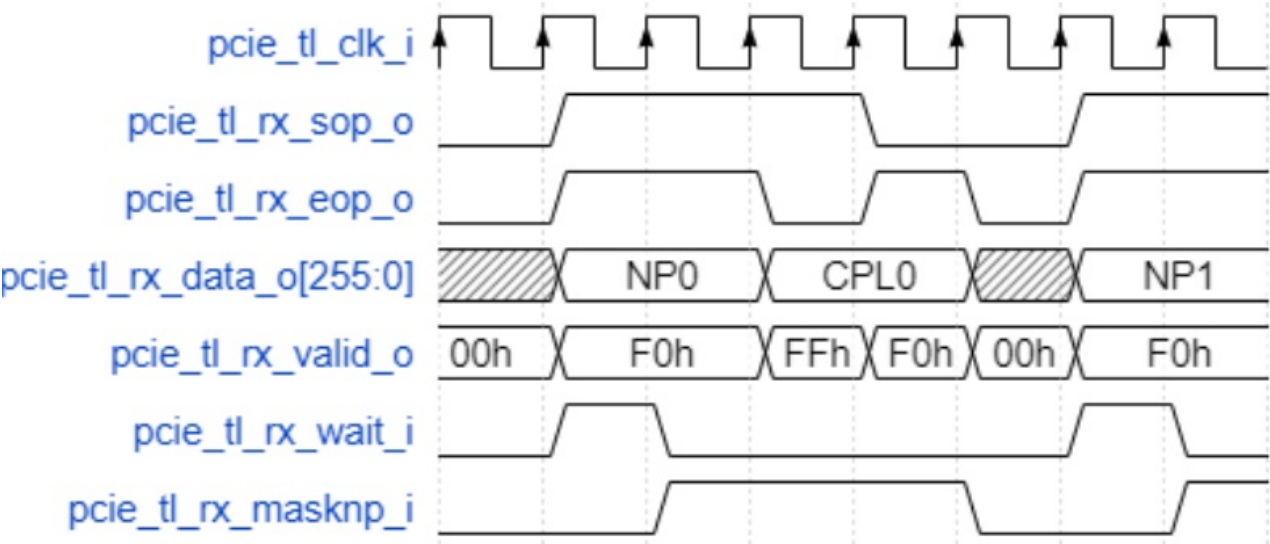 pcie_tl_clk_i
pcie_tl_rx_sop_o
pcie_tl_rx_eop_o
pcie_tl_rx_data_o[255:0] NP0 CPL0 NP1
pcie_tl_rx_valid_o 00h F0h FFh F0h 00h F0h
pcie_tl_rx_wait_i
pcie_tl_rx_masknp_i